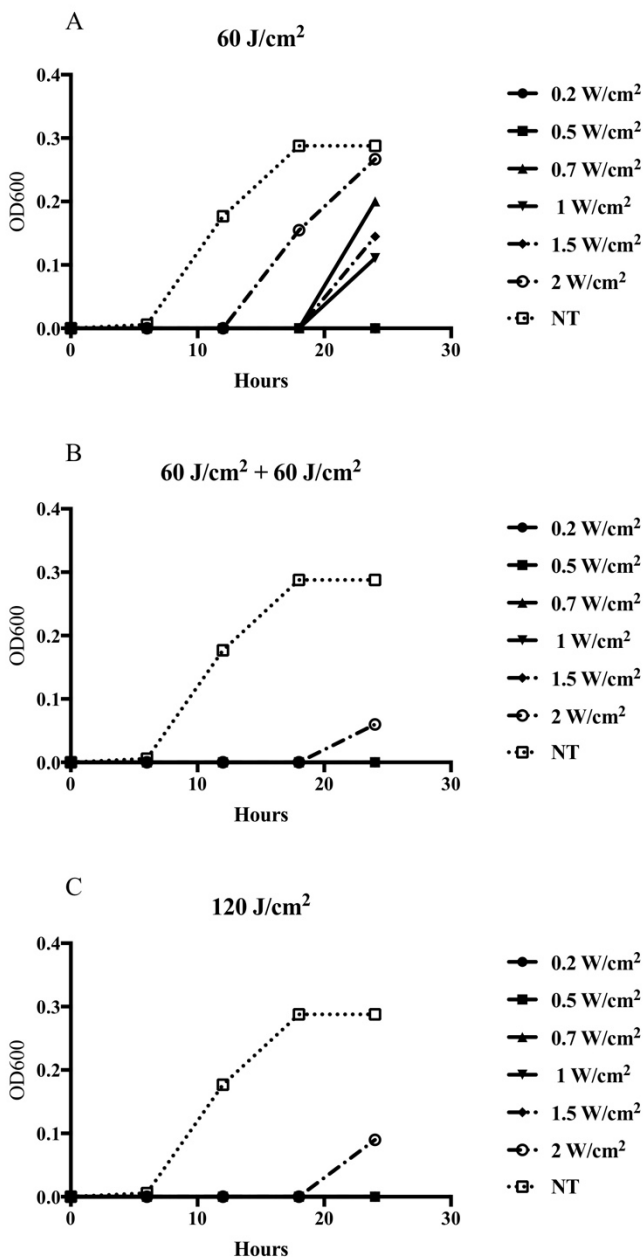 A
60 J/cm²
0.4
0.3
0.2
0.1
0.0
OD600
0 10 20 30
Hours
0.2 W/cm²
0.5 W/cm²
0.7 W/cm²
1 W/cm²
1.5 W/cm²
2 W/cm²
NT
B
60 J/cm² + 60 J/cm²
0.4
0.3
0.2
0.1
0.0
OD600
0 10 20 30
Hours
0.2 W/cm²
0.5 W/cm²
0.7 W/cm²
1 W/cm²
1.5 W/cm²
2 W/cm²
NT
C
120 J/cm²
0.4
0.3
0.2
0.1
0.0
OD600
0 10 20 30
Hours
0.2 W/cm²
0.5 W/cm²
0.7 W/cm²
1 W/cm²
1.5 W/cm²
2 W/cm²
NT